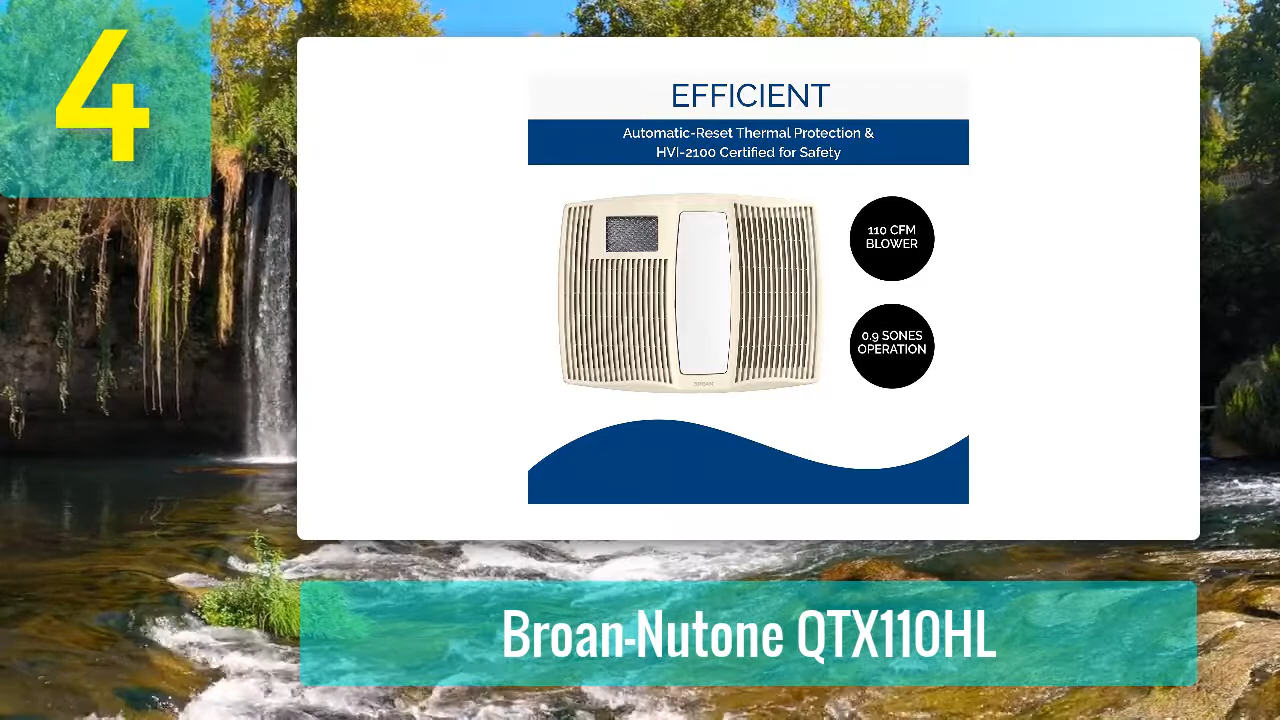 4
EFFICIENT
Automatic-Reset Thermal Protection &
HVI-2100 Certified for Safety
110 CFM
BLOWER
0.9 SONES
OPERATION
BROAN
Broan-Nutone QTX110HL